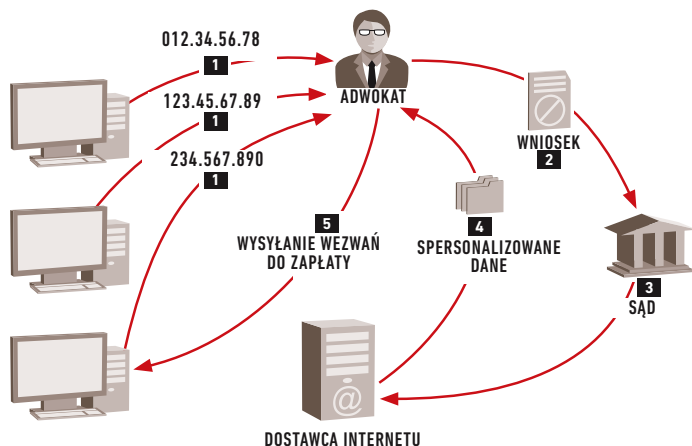 012.34.56.78
1
123.45.67.89
1
234.567.890
1
ADWOKAT
WNIOSEK
2
3
SĄD
4
SPERSONALIZOWANE
DANE
5
WYSYŁANIE WEZWAŃ
DO ZAPŁATY
@
DOSTAWCA INTERNETU